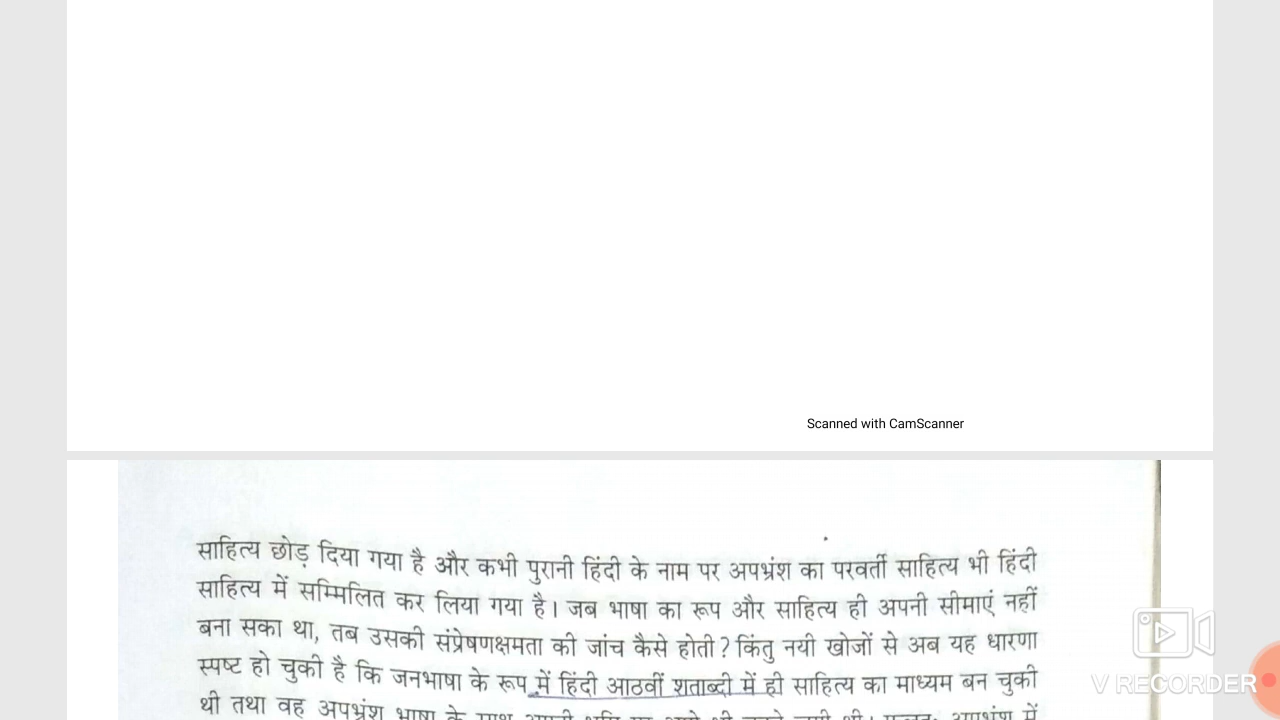 Scanned with CamScanner
साहित्य छोड़ दिया गया है और कभी पुरानी हिंदी के नाम पर अपभ्रंश का परवर्ती साहित्य भी हिंदी
साहित्य में सम्मिलित कर लिया गया है। जब भाषा का रूप और साहित्य ही अपनी सीमाएं नहीं
बना सका था, तब उसकी संप्रेषणक्षमता की जांच कैसे होती? किंतु नयी खोजों से अब यह धारणा
स्पष्ट हो चुकी है कि जनभाषा के रूप में हिंदी आठवीं शताब्दी में ही साहित्य का माध्यम बन चुकी
थी तथा वह अपभ्रंश भाषा के
V RECORDER